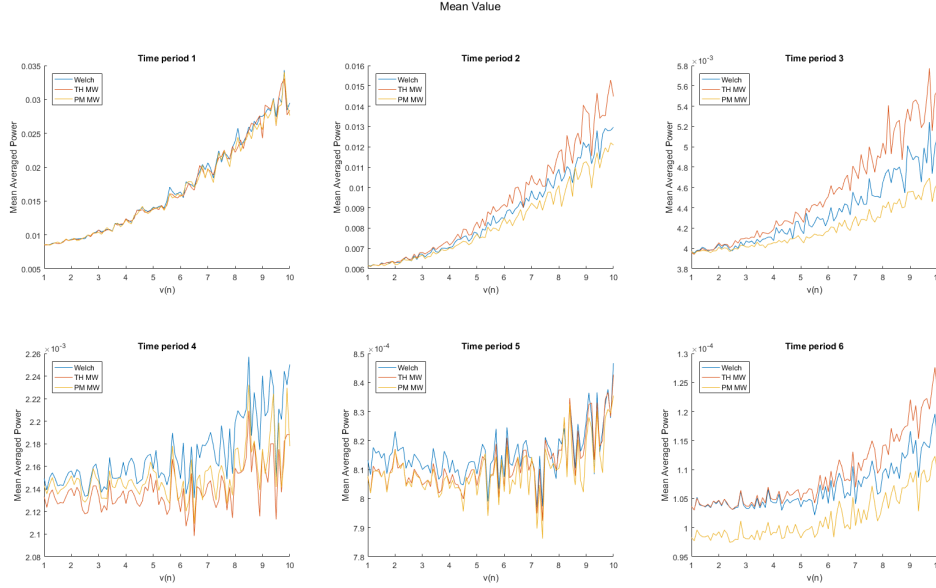 Mean Value
Time period 1
Mean Averaged Power
0.035
0.03
0.025
0.02
0.015
0.01
0.005
Welch
TH MW
PM MW
1 2 3 4 5 6 7 8 9 10
v(n)
Time period 2
Mean Averaged Power
0.016
0.015
0.014
0.013
0.012
0.011
0.01
0.009
0.008
0.007
0.006
Welch
TH MW
PM MW
1 2 3 4 5 6 7 8 9 10
v(n)
Time period 3
× 10⁻³
Mean Averaged Power
5.8
5.6
5.4
5.2
5
4.8
4.6
4.4
4.2
4
3.8
Welch
TH MW
PM MW
1 2 3 4 5 6 7 8 9
v(n)
Time period 4
× 10⁻³
Mean Averaged Power
2.26
2.24
2.22
2.2
2.18
2.16
2.14
2.12
2.1
2.08
Welch
TH MW
PM MW
1 2 3 4 5 6 7 8 9 10
v(n)
Time period 5
× 10⁻⁴
Mean Averaged Power
8.5
8.4
8.3
8.2
8.1
8
7.9
7.8
Welch
TH MW
PM MW
1 2 3 4 5 6 7 8 9 10
v(n)
Time period 6
× 10⁻⁴
Mean Averaged Power
1.3
1.25
1.2
1.15
1.1
1.05
1
0.95
Welch
TH MW
PM MW
1 2 3 4 5 6 7 8 9
v(n)